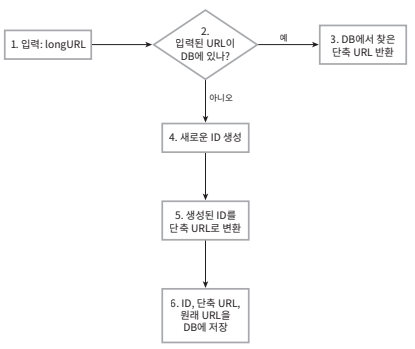 1. 입력: longURL
2.
입력된 URL이
DB에 있나?
예
3. DB에서 찾은
단축 URL 반환
아니오
4. 새로운 ID 생성
5. 생성된 ID를
단축 URL로 변환
6. ID, 단축 URL,
원래 URL을
DB에 저장